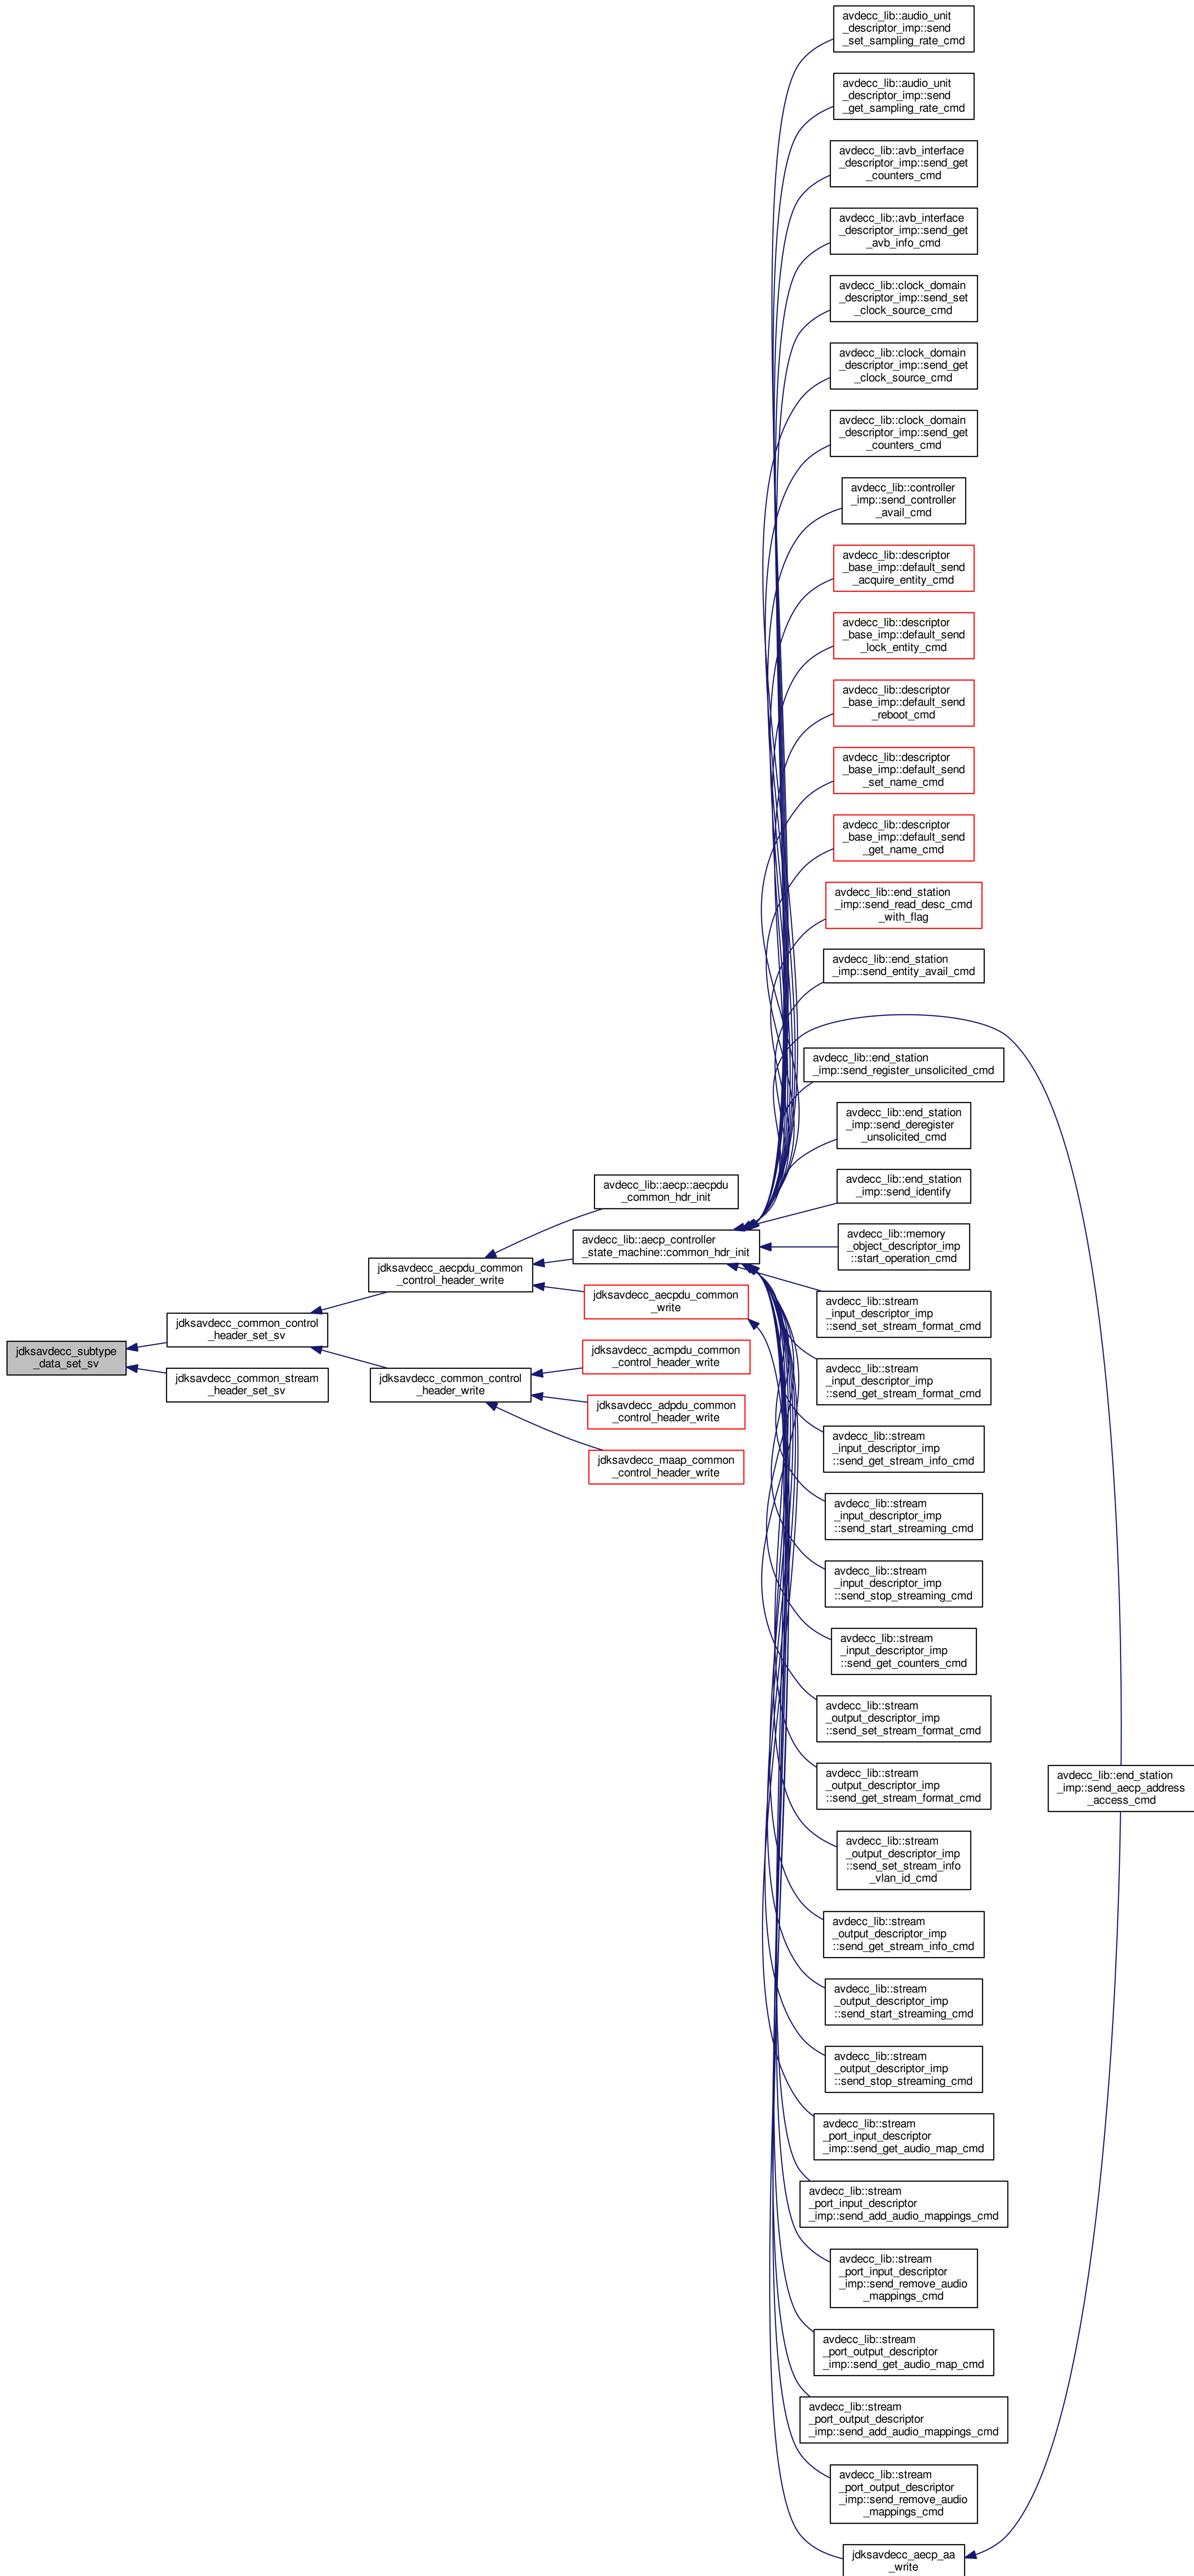 avdecc_lib::audio_unit
_descriptor_imp::send
_set_sampling_rate_cmd
avdecc_lib::audio_unit
_descriptor_imp::send
_get_sampling_rate_cmd
avdecc_lib::avb_interface
_descriptor_imp::send_get
_counters_cmd
avdecc_lib::avb_interface
_descriptor_imp::send_get
_avb_info_cmd
avdecc_lib::clock_domain
_descriptor_imp::send_set
_clock_source_cmd
avdecc_lib::clock_domain
_descriptor_imp::send_get
_clock_source_cmd
avdecc_lib::clock_domain
_descriptor_imp::send_get
_counters_cmd
avdecc_lib::controller
_imp::send_controller
_avail_cmd
avdecc_lib::descriptor
_base_imp::default_send
_acquire_entity_cmd
avdecc_lib::descriptor
_base_imp::default_send
_lock_entity_cmd
avdecc_lib::descriptor
_base_imp::default_send
_reboot_cmd
avdecc_lib::descriptor
_base_imp::default_send
_set_name_cmd
avdecc_lib::descriptor
_base_imp::default_send
_get_name_cmd
avdecc_lib::end_station
_imp::send_read_desc_cmd
_with_flag
avdecc_lib::end_station
_imp::send_entity_avail_cmd
avdecc_lib::end_station
_imp::send_register_unsolicited_cmd
avdecc_lib::end_station
_imp::send_deregister
_unsolicited_cmd
avdecc_lib::end_station
_imp::send_identify
avdecc_lib::aecp::aecpdu
_common_hdr_init
avdecc_lib::aecp_controller
_state_machine::common_hdr_init
avdecc_lib::memory
_object_descriptor_imp
::start_operation_cmd
jdksavdecc_aecpdu_common
_control_header_write
jdksavdecc_aecpdu_common
_write
avdecc_lib::stream
_input_descriptor_imp
::send_set_stream_format_cmd
jdksavdecc_common_control
_header_set_sv
jdksavdecc_subtype
_data_set_sv
jdksavdecc_common_stream
_header_set_sv
jdksavdecc_common_control
_header_write
jdksavdecc_acmpdu_common
_control_header_write
jdksavdecc_adpdu_common
_control_header_write
jdksavdecc_maap_common
_control_header_write
avdecc_lib::stream
_input_descriptor_imp
::send_get_stream_format_cmd
avdecc_lib::stream
_input_descriptor_imp
::send_get_stream_info_cmd
avdecc_lib::stream
_input_descriptor_imp
::send_start_streaming_cmd
avdecc_lib::stream
_input_descriptor_imp
::send_stop_streaming_cmd
avdecc_lib::stream
_input_descriptor_imp
::send_get_counters_cmd
avdecc_lib::stream
_output_descriptor_imp
::send_set_stream_format_cmd
avdecc_lib::stream
_output_descriptor_imp
::send_get_stream_format_cmd
avdecc_lib::end_station
_imp::send_aecp_address
_access_cmd
avdecc_lib::stream
_output_descriptor_imp
::send_set_stream_info
_vlan_id_cmd
avdecc_lib::stream
_output_descriptor_imp
::send_get_stream_info_cmd
avdecc_lib::stream
_output_descriptor_imp
::send_start_streaming_cmd
avdecc_lib::stream
_output_descriptor_imp
::send_stop_streaming_cmd
avdecc_lib::stream
_port_input_descriptor
_imp::send_get_audio_map_cmd
avdecc_lib::stream
_port_input_descriptor
_imp::send_add_audio_mappings_cmd
avdecc_lib::stream
_port_input_descriptor
_imp::send_remove_audio
_mappings_cmd
avdecc_lib::stream
_port_output_descriptor
_imp::send_get_audio_map_cmd
avdecc_lib::stream
_port_output_descriptor
_imp::send_add_audio_mappings_cmd
avdecc_lib::stream
_port_output_descriptor
_imp::send_remove_audio
_mappings_cmd
jdksavdecc_aecp_aa
_write